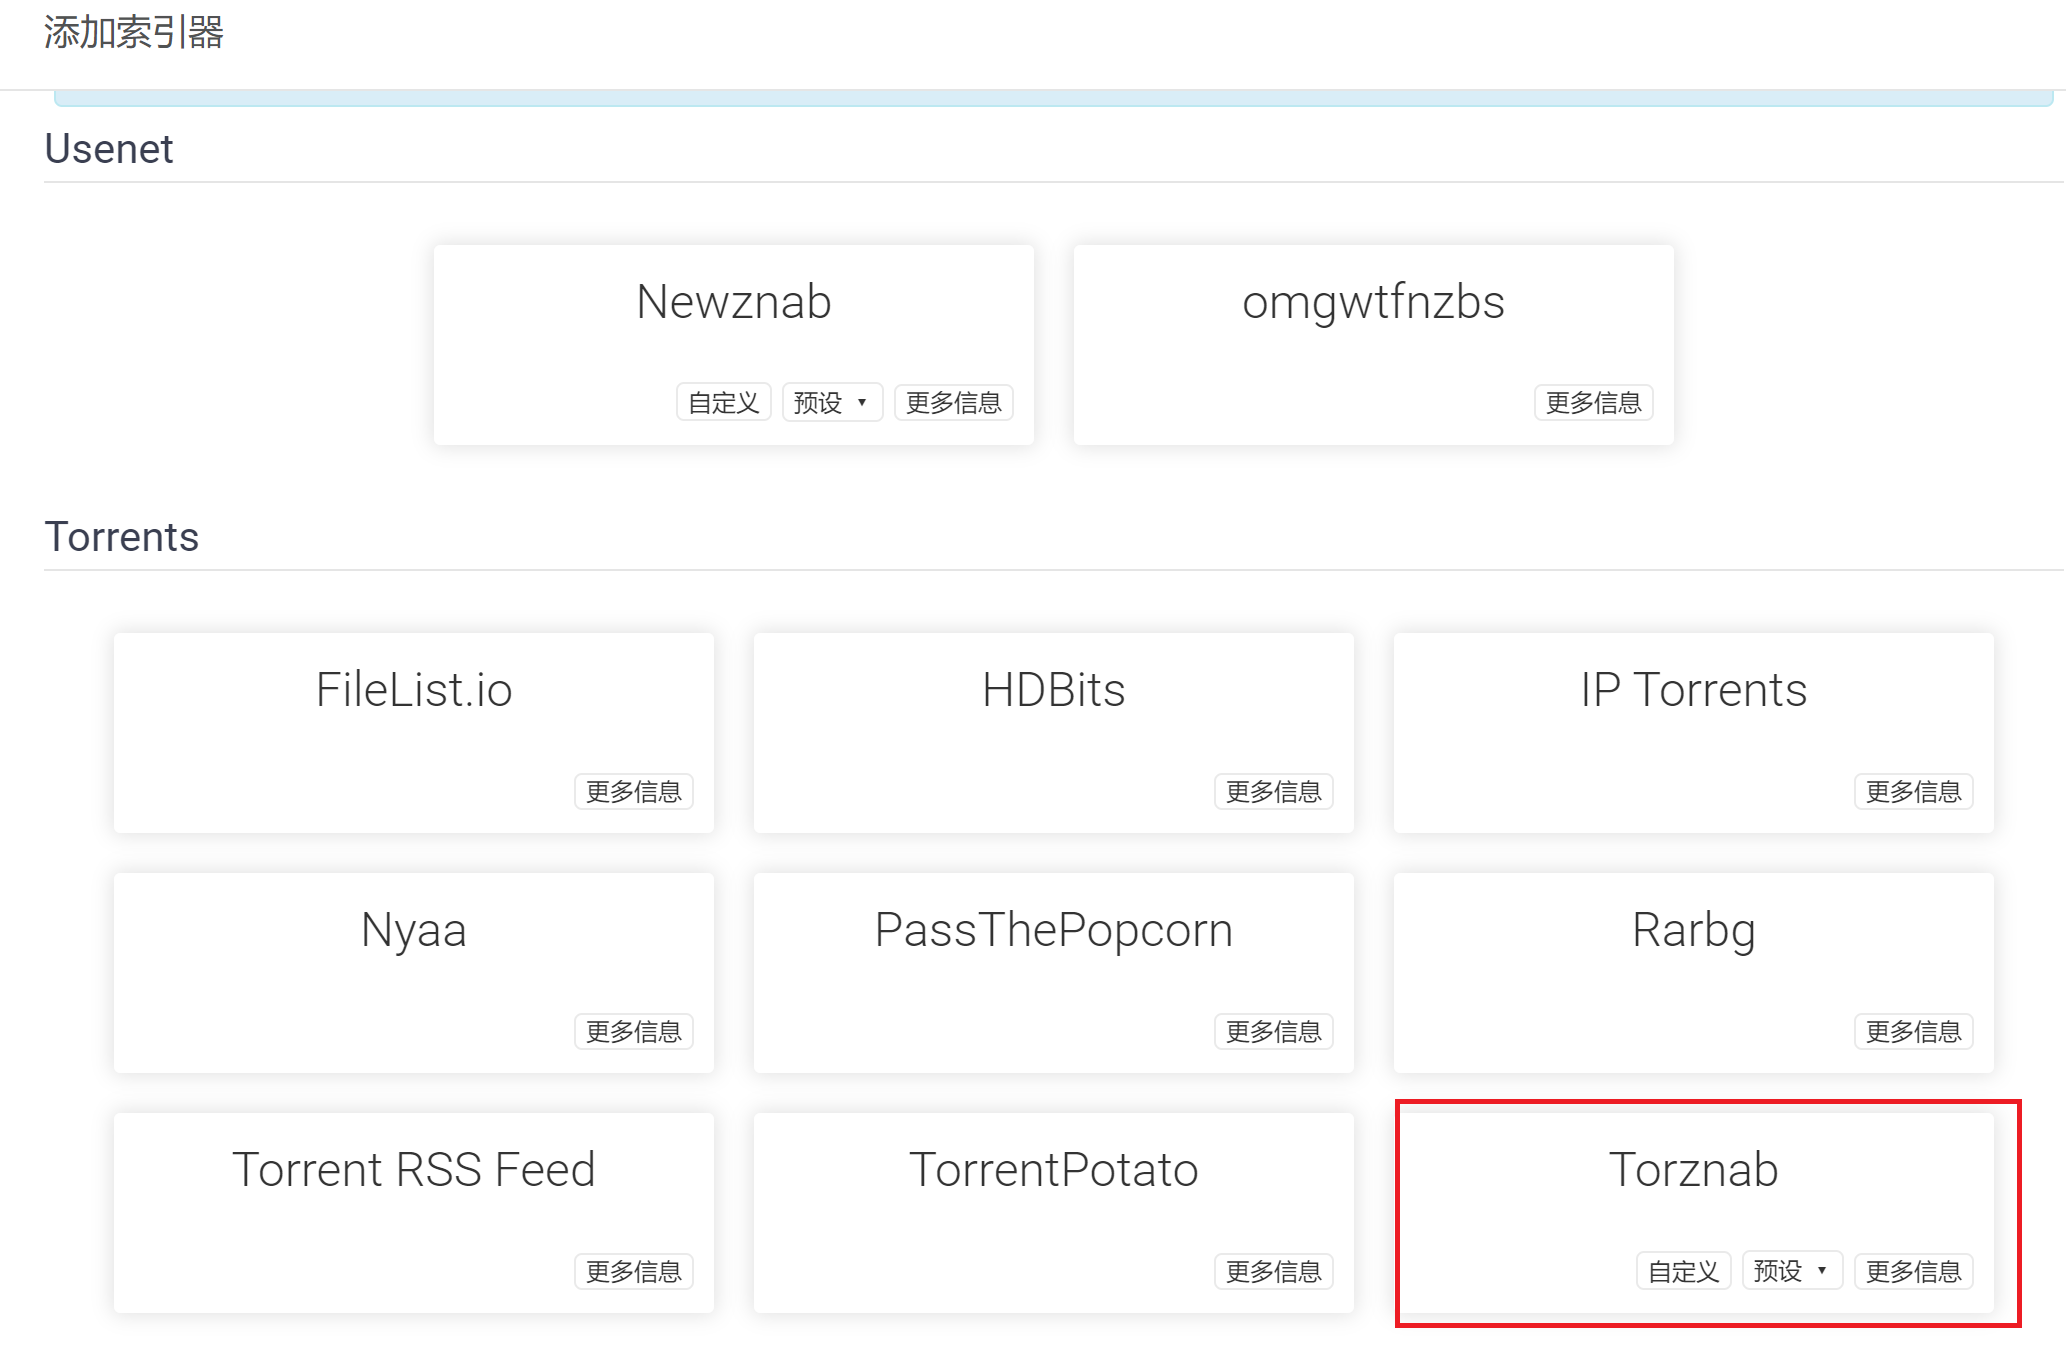 添加索引器
Usenet
Newznab
自定义 预设 更多信息
omgwtfnzbs
更多信息
Torrents
FileList.io
更多信息
HDBits
更多信息
IP Torrents
更多信息
Nyaa
更多信息
PassThePopcorn
更多信息
Rarbg
更多信息
Torrent RSS Feed
更多信息
TorrentPotato
更多信息
Torznab
自定义 预设 更多信息